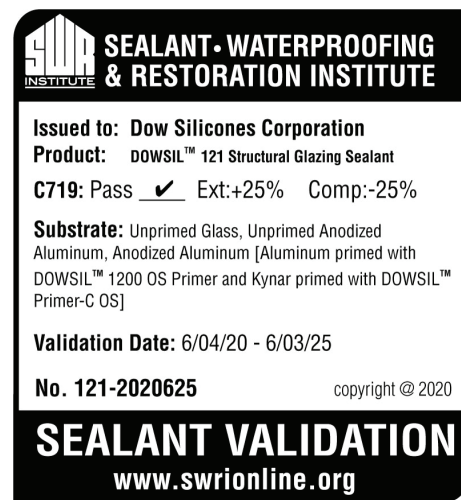 SWR
INSTITUTE
SEALANT • WATERPROOFING
& RESTORATION INSTITUTE
Issued to: Dow Silicones Corporation
Product: DOWSIL™ 121 Structural Glazing Sealant
C719: Pass ✔ Ext:+25% Comp:-25%
Substrate: Unprimed Glass, Unprimed Anodized
Aluminum, Anodized Aluminum [Aluminum primed with
DOWSIL™ 1200 OS Primer and Kynar primed with DOWSIL™
Primer-C OS]
Validation Date: 6/04/20 - 6/03/25
No. 121-2020625
copyright @ 2020
SEALANT VALIDATION
www.swrionline.org